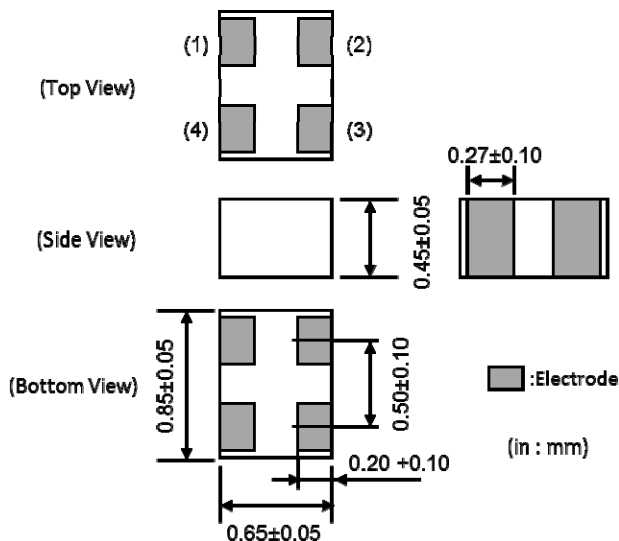 (1)
(2)
(Top View)
(4)
(3)
0.27±0.10
(Side View)
0.45±0.05
(Bottom View)
0.85±0.05
0.50±0.10
:Electrode
(in : mm)
0.20 +0.10
0.65±0.05